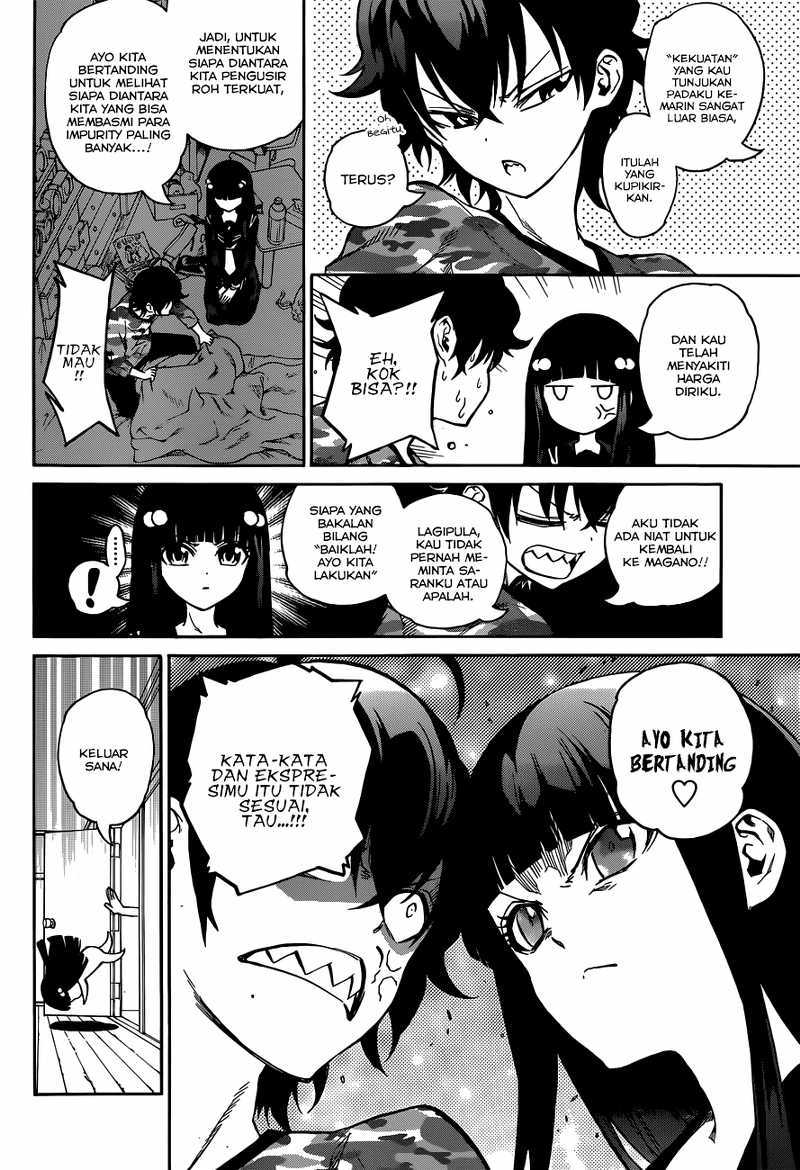 "KEKUATAN"
YANG KAU
TUNJUKAN
PADAKU KE-
MARIN SANGAT
LUAR BIASA,
ITULAH
YANG
KUPIKIR-
KAN.
oh
begitu
TERUS?
JADI, UNTUK
MENENTUKAN
SIAPA DIANTARA
KITA PENGUSIR
ROH TERKUAT,
AYO KITA
BERTANDING
UNTUK MELIHAT
SIAPA DIANTARA
KITA YANG BISA
MEMBASMI PARA
IMPURITY PALING
BANYAK...!
TIDAK
MAU
!!
DAN KAU
TELAH
MENYAKITI
HARGA
DIRIKU.
EH,
KOK
BISA?!!
AKU TIDAK
ADA NIAT UNTUK
KEMBALI
KE MAGANO!!
LAGIPULA,
KAU TIDAK
PERNAH ME-
MINTA SA-
RANKU ATAU
APALAH.
SIAPA YANG
BAKALAN
BILANG
"BAIKLAH!
AYO KITA
LAKUKAN"
......
!
AYO KITA
BERTANDING
♡
KATA-KATA
DAN EKSPRE-
SIMU ITU TIDAK
SESUAI,
TAU...!!!
KELUAR
SANA!